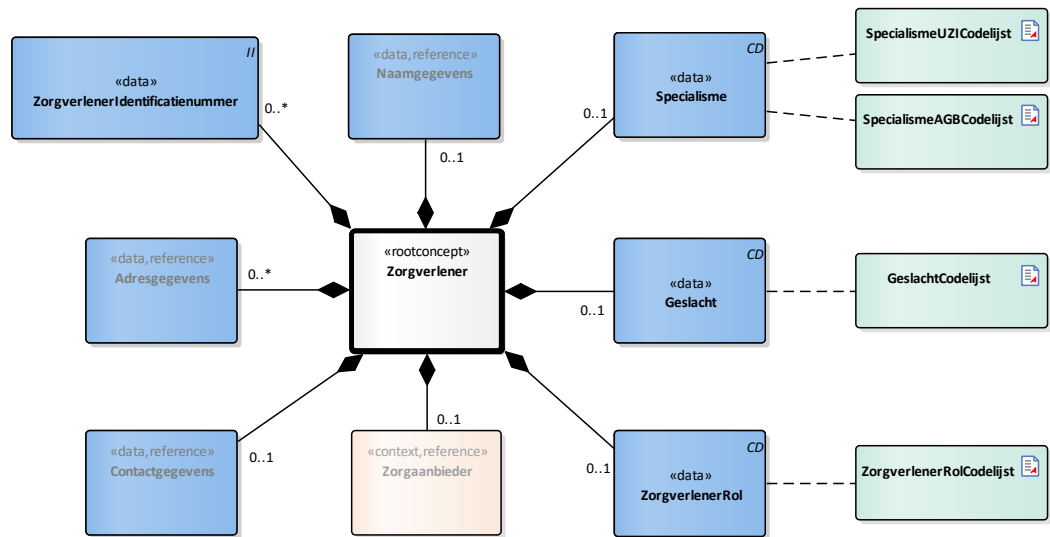 II
«data»
ZorgverlenerIdentificatienummer
0..*
«data,reference»
Naamgegevens
0..1
CD
«data»
Specialisme
0..1
SpecialismeUZICodelijst
SpecialismeAGBCodelijst
«data,reference»
Adresgegevens
0..*
«rootconcept»
Zorgverlener
CD
«data»
Geslacht
0..1
GeslachtCodelijst
«data,reference»
Contactgegevens
0..1
«context,reference»
Zorgaanbieder
0..1
CD
«data»
ZorgverlenerRol
0..1
ZorgverlenerRolCodelijst